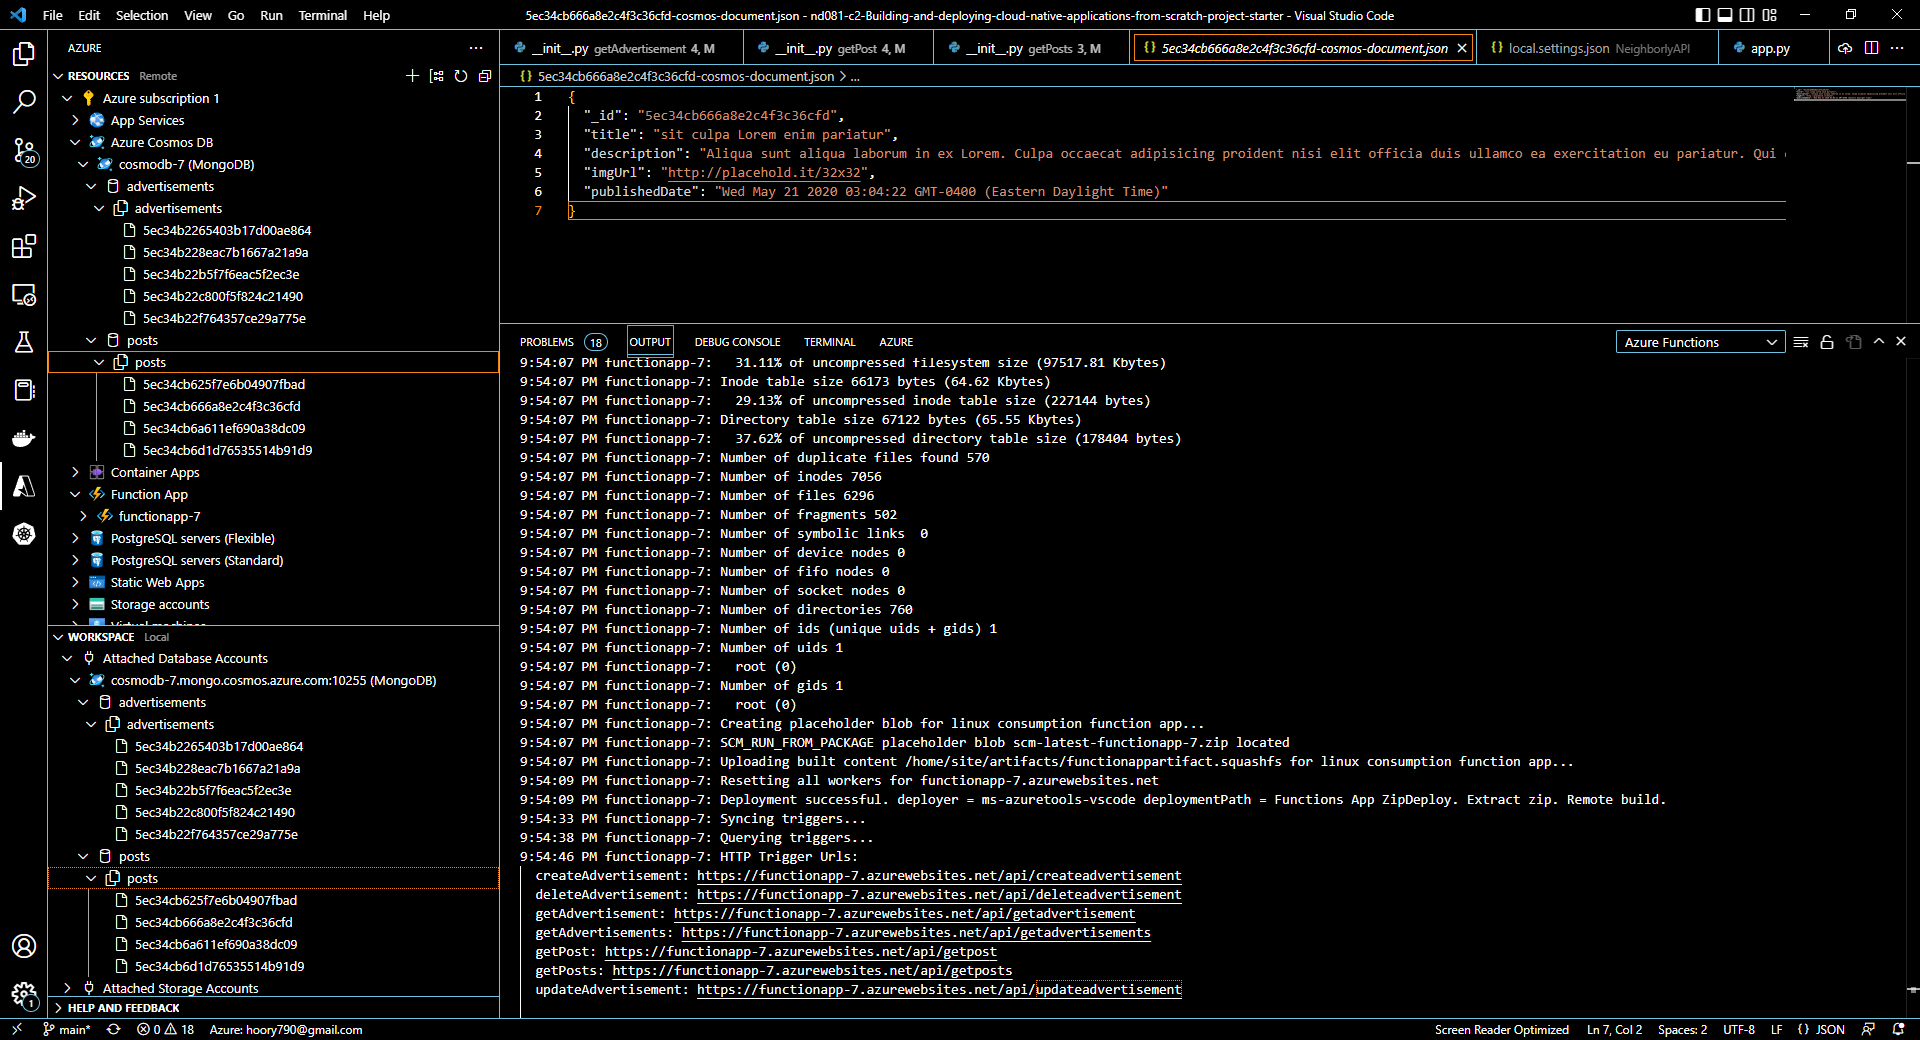 File Edit Selection View Go Run Terminal Help
5ec34cb666a8e2c4f3c36cfd-cosmos-document.json - nd081-c2-Building-and-deploying-cloud-native-applications-from-scratch-project-starter - Visual Studio Code
AZURE
RESOURCES Remote
Azure subscription 1
App Services
Azure Cosmos DB
cosmodb-7 (MongoDB)
advertisements
advertisements
5ec34b2265403b17d00ae864
5ec34b228eac7b1667a21a9a
5ec34b22b5f7f6eac5f2ec3e
5ec34b22c800f5f824c21490
5ec34b22f764357ce29a775e
posts
posts
5ec34cb625f7e6b04907fbad
5ec34cb666a8e2c4f3c36cfd
5ec34cb6a611ef690a38dc09
5ec34cb6d1d76535514b91d9
Container Apps
Function App
functionapp-7
PostgreSQL servers (Flexible)
PostgreSQL servers (Standard)
Static Web Apps
Storage accounts
Virtual machines
WORKSPACE Local
Attached Database Accounts
cosmodb-7.mongo.cosmos.azure.com:10255 (MongoDB)
advertisements
advertisements
5ec34b2265403b17d00ae864
5ec34b228eac7b1667a21a9a
5ec34b22b5f7f6eac5f2ec3e
5ec34b22c800f5f824c21490
5ec34b22f764357ce29a775e
posts
posts
5ec34cb625f7e6b04907fbad
5ec34cb666a8e2c4f3c36cfd
5ec34cb6a611ef690a38dc09
5ec34cb6d1d76535514b91d9
Attached Storage Accounts
HELP AND FEEDBACK
20
1
__init__.py getAdvertisement 4, M
__init__.py getPost 4, M
__init__.py getPosts 3, M
{} 5ec34cb666a8e2c4f3c36cfd-cosmos-document.json
{} local.settings.json NeighborlyAPI
app.py
{} 5ec34cb666a8e2c4f3c36cfd-cosmos-document.json > ...
1 {
2 "_id": "5ec34cb666a8e2c4f3c36cfd",
3 "title": "sit culpa Lorem enim pariatur",
4 "description": "Aliqua sunt aliqua laborum in ex Lorem. Culpa occaecat adipisicing proident nisi elit officia duis ullamco ea exercitation eu pariatur. Qui
5 "imgUrl": "http://placehold.it/32x32",
6 "publishedDate": "Wed May 21 2020 03:04:22 GMT-0400 (Eastern Daylight Time)"
7 }
PROBLEMS 18 OUTPUT DEBUG CONSOLE TERMINAL AZURE
Azure Functions
9:54:07 PM functionapp-7: 31.11% of uncompressed filesystem size (97517.81 Kbytes)
9:54:07 PM functionapp-7: Inode table size 66173 bytes (64.62 Kbytes)
9:54:07 PM functionapp-7: 29.13% of uncompressed inode table size (227144 bytes)
9:54:07 PM functionapp-7: Directory table size 67122 bytes (65.55 Kbytes)
9:54:07 PM functionapp-7: 37.62% of uncompressed directory table size (178404 bytes)
9:54:07 PM functionapp-7: Number of duplicate files found 570
9:54:07 PM functionapp-7: Number of inodes 7056
9:54:07 PM functionapp-7: Number of files 6296
9:54:07 PM functionapp-7: Number of fragments 502
9:54:07 PM functionapp-7: Number of symbolic links 0
9:54:07 PM functionapp-7: Number of device nodes 0
9:54:07 PM functionapp-7: Number of fifo nodes 0
9:54:07 PM functionapp-7: Number of socket nodes 0
9:54:07 PM functionapp-7: Number of directories 760
9:54:07 PM functionapp-7: Number of ids (unique uids + gids) 1
9:54:07 PM functionapp-7: Number of uids 1
9:54:07 PM functionapp-7: root (0)
9:54:07 PM functionapp-7: Number of gids 1
9:54:07 PM functionapp-7: root (0)
9:54:07 PM functionapp-7: Creating placeholder blob for linux consumption function app...
9:54:07 PM functionapp-7: SCM_RUN_FROM_PACKAGE placeholder blob scm-latest-functionapp-7.zip located
9:54:07 PM functionapp-7: Uploading built content /home/site/artifacts/functionappartifact.squashfs for linux consumption function app...
9:54:09 PM functionapp-7: Resetting all workers for functionapp-7.azurewebsites.net
9:54:09 PM functionapp-7: Deployment successful. deployer = ms-azuretools-vscode deploymentPath = Functions App ZipDeploy. Extract zip. Remote build.
9:54:33 PM functionapp-7: Syncing triggers...
9:54:38 PM functionapp-7: Querying triggers...
9:54:46 PM functionapp-7: HTTP Trigger Urls:
createAdvertisement: https://functionapp-7.azurewebsites.net/api/createadvertisement
deleteAdvertisement: https://functionapp-7.azurewebsites.net/api/deleteadvertisement
getAdvertisement: https://functionapp-7.azurewebsites.net/api/getadvertisement
getAdvertisements: https://functionapp-7.azurewebsites.net/api/getadvertisements
getPost: https://functionapp-7.azurewebsites.net/api/getpost
getPosts: https://functionapp-7.azurewebsites.net/api/getposts
updateAdvertisement: https://functionapp-7.azurewebsites.net/api/updateadvertisement
main* 0 18 Azure: hoory790@gmail.com
Screen Reader Optimized Ln 7, Col 2 Spaces: 2 UTF-8 LF {} JSON